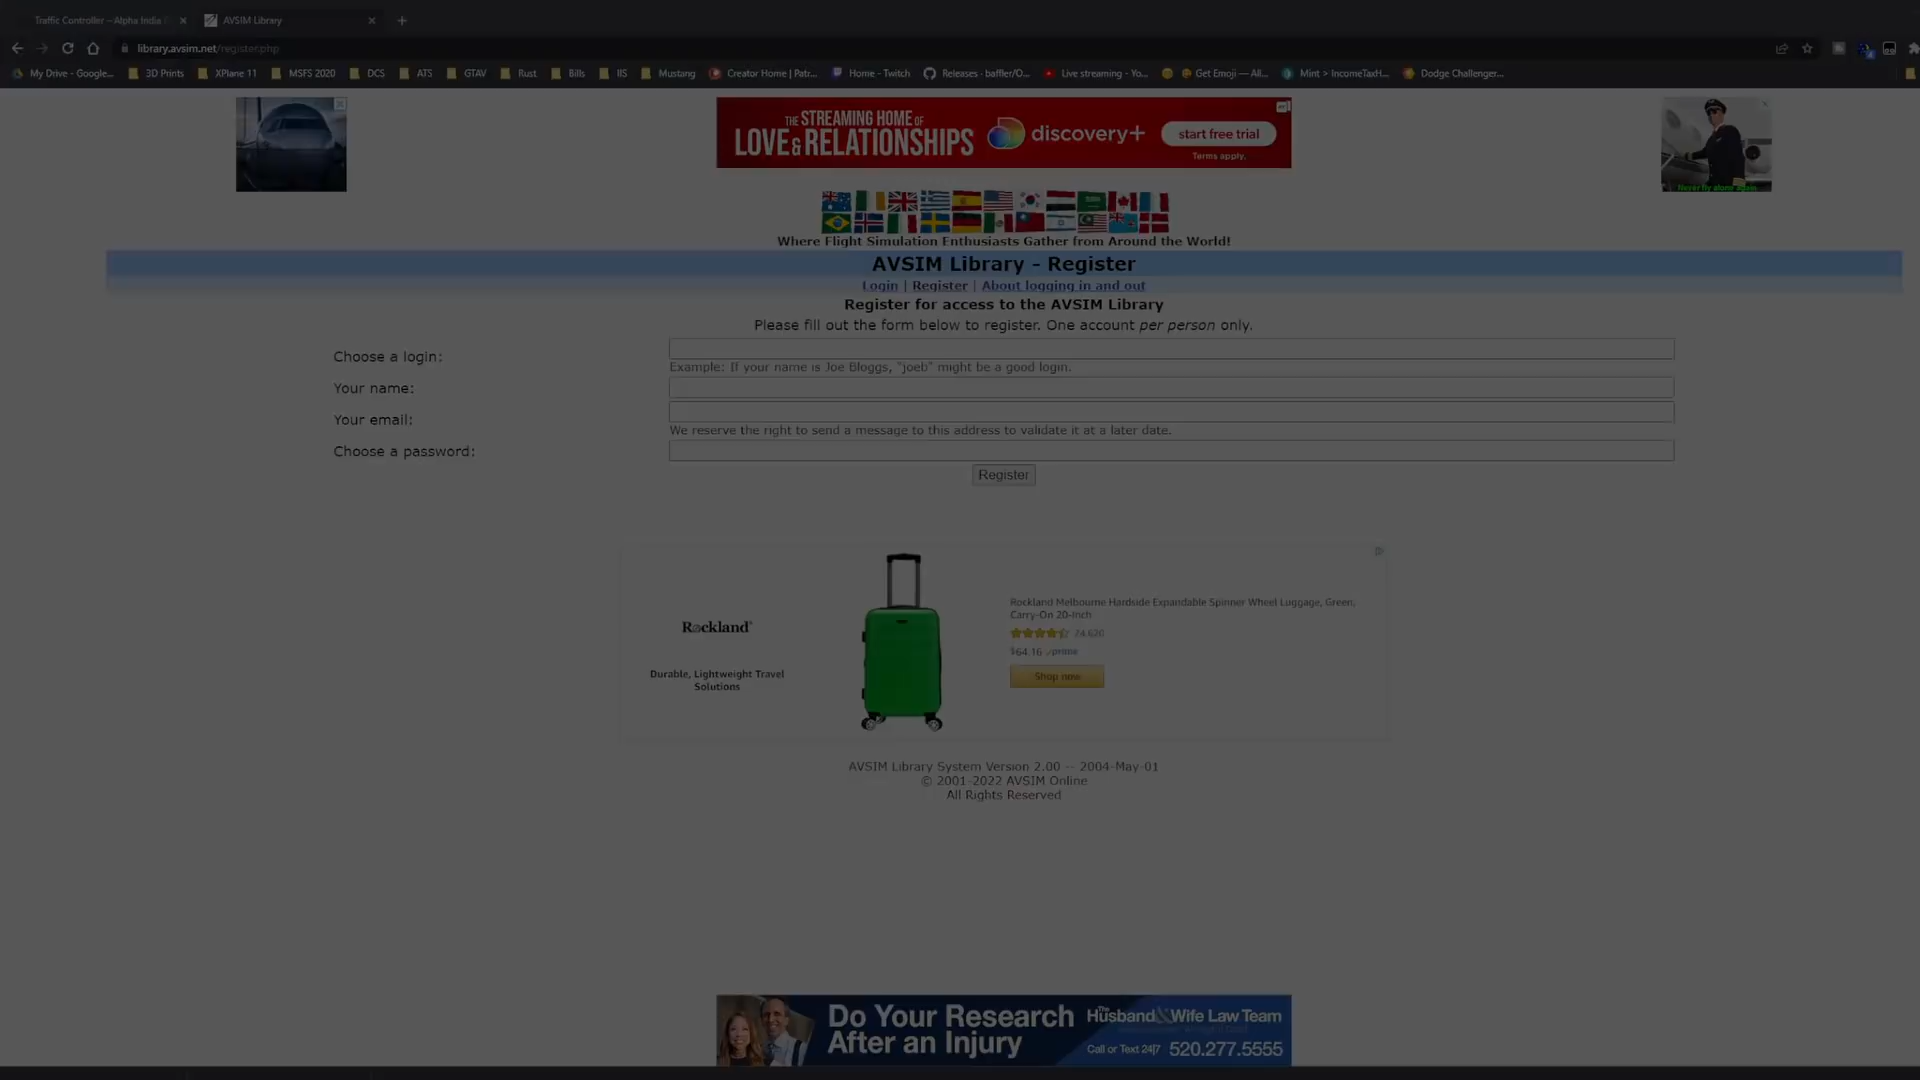 Traffic Controller – Alpha India
AVSIM Library
library.avsim.net/register.php
My Drive - Google...
3D Prints
XPlane 11
MSFS 2020
DCS
ATS
GTAV
Rust
Bills
IIS
Mustang
Creator Home | Patr...
Home - Twitch
Releases · baffler/O...
Live streaming - Yo...
Get Emoji — All...
Mint > IncomeTaxH...
Dodge Challenger...
THE STREAMING HOME OF
LOVE & RELATIONSHIPS
discovery+
start free trial
Terms apply.
Never fly alone again
Where Flight Simulation Enthusiasts Gather from Around the World!
AVSIM Library - Register
Login | Register | About logging in and out
Register for access to the AVSIM Library
Please fill out the form below to register. One account per person only.
Choose a login:
Example: If your name is Joe Bloggs, "joeb" might be a good login.
Your name:
Your email:
We reserve the right to send a message to this address to validate it at a later date.
Choose a password:
Register
Rockland
Durable, Lightweight Travel
Solutions
Rockland Melbourne Hardside Expandable Spinner Wheel Luggage, Green,
Carry-On 20-Inch
74,620
$64.16 prime
Shop now
AVSIM Library System Version 2.00 -- 2004-May-01
© 2001-2022 AVSIM Online
All Rights Reserved
Do Your Research
After an Injury
The Husband & Wife Law Team
Call or Text 24|7 520.277.5555